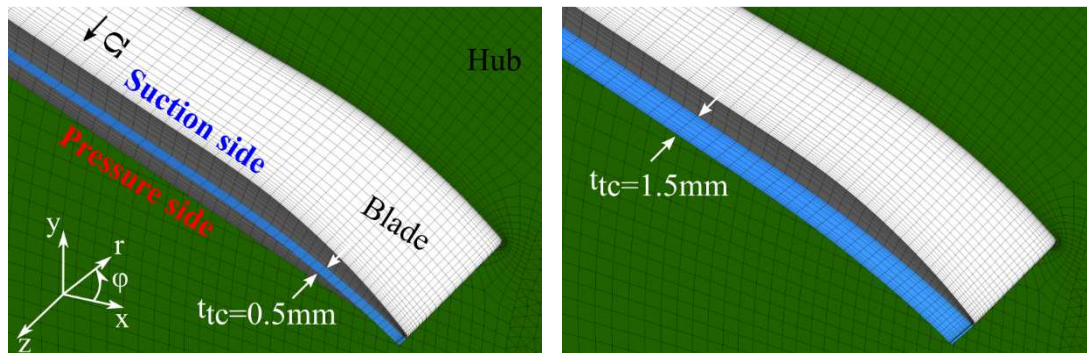 Ω
Hub
Suction side
Pressure side
Blade
y
r
φ
x
z
ttc=0.5mm
ttc=1.5mm